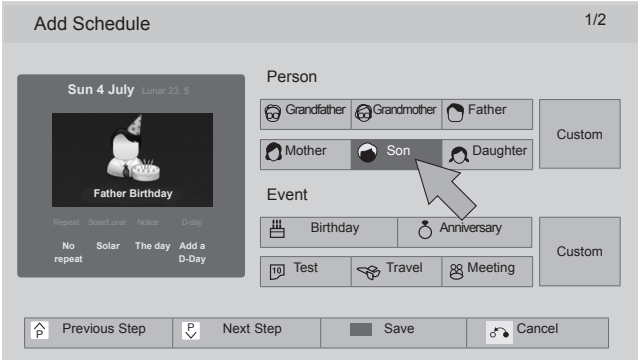 Add Schedule 1/2
Sun 4 July Lunar 23. 5
Father Birthday
Repeat Solar/Lunar Notice D-day
No repeat Solar The day Add a D-Day
Person
Grandfather Grandmother Father
Mother Son Daughter
Custom
Event
Birthday Anniversary
10 Test Travel Meeting
Custom
P Previous Step P Next Step Save Cancel